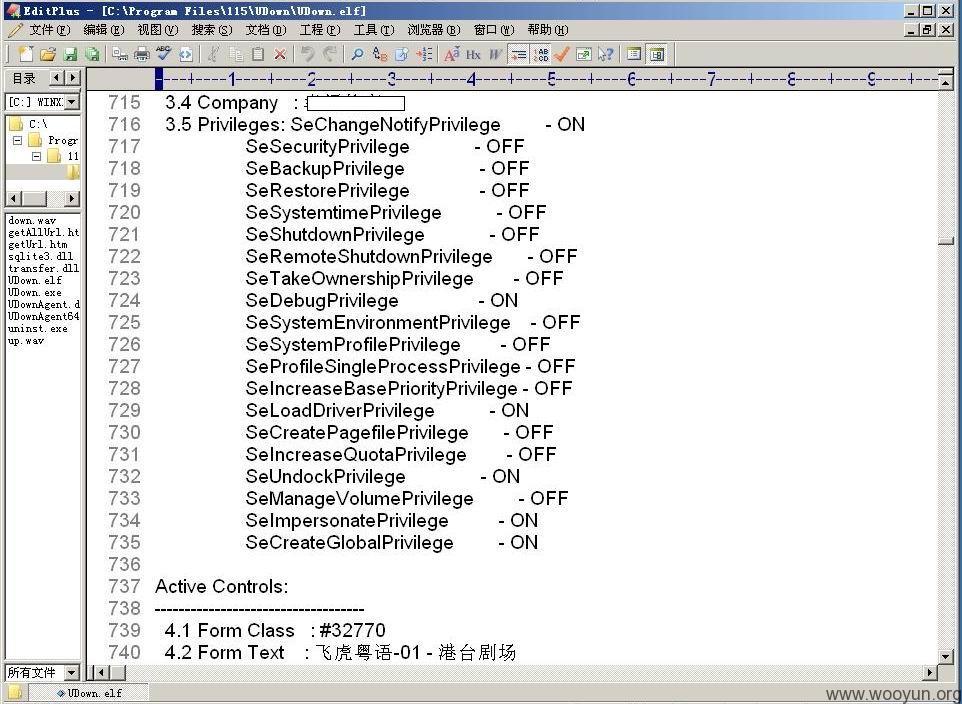 EditPlus - [C:\Program Files\115\UDown\UDown.elf]
文件(F) 编辑(E) 视图(V) 搜索(S) 文档(D) 工程(P) 工具(T) 浏览器(B) 窗口(W) 帮助(H)
目录
[C:] WINX
C:\
Progr
11
----+----1----+----2----+----3----+----4----+----5----+----6----+----7----+----8----+----9----+--
715 3.4 Company :
716 3.5 Privileges: SeChangeNotifyPrivilege - ON
717 SeSecurityPrivilege - OFF
718 SeBackupPrivilege - OFF
719 SeRestorePrivilege - OFF
720 SeSystemtimePrivilege - OFF
721 SeShutdownPrivilege - OFF
722 SeRemoteShutdownPrivilege - OFF
723 SeTakeOwnershipPrivilege - OFF
724 SeDebugPrivilege - ON
725 SeSystemEnvironmentPrivilege - OFF
726 SeSystemProfilePrivilege - OFF
727 SeProfileSingleProcessPrivilege - OFF
728 SeIncreaseBasePriorityPrivilege - OFF
729 SeLoadDriverPrivilege - ON
730 SeCreatePagefilePrivilege - OFF
731 SeIncreaseQuotaPrivilege - OFF
732 SeUndockPrivilege - ON
733 SeManageVolumePrivilege - OFF
734 SeImpersonatePrivilege - ON
735 SeCreateGlobalPrivilege - ON
736
737 Active Controls:
738 -----------------------------------
739 4.1 Form Class : #32770
740 4.2 Form Text : 飞虎粤语-01 - 港台剧场
down.wav
getAllUrl.ht
getUrl.htm
sqlite3.dll
transfer.dll
UDown.elf
UDown.exe
UDownAgent.d
UDownAgent64
uninst.exe
up.wav
所有文件
UDown.elf
www.wooyun.org